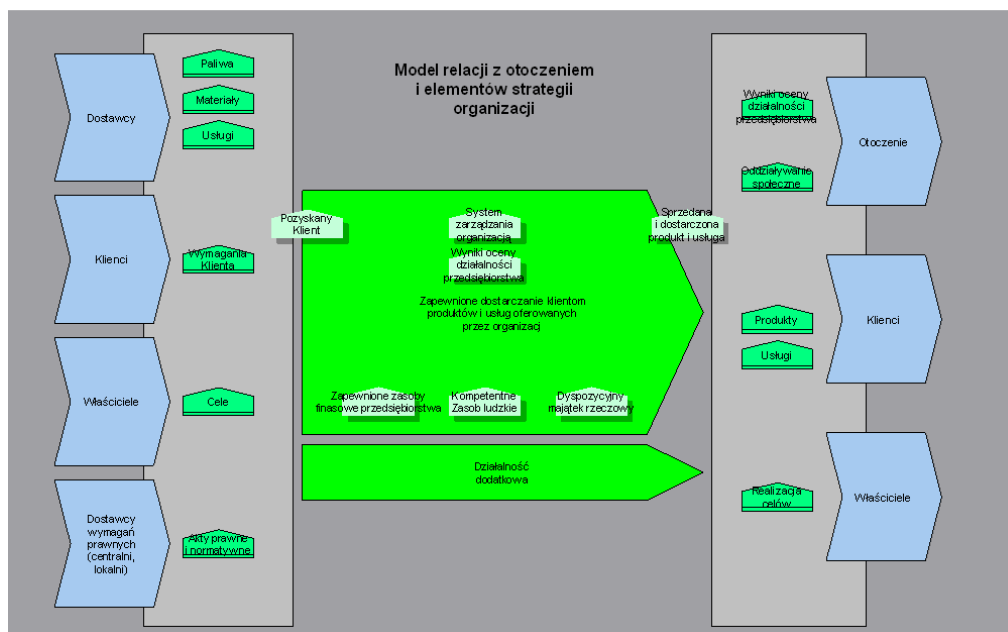 Model relacji z otoczeniem
i elementów strategii
organizacji
Dostawcy
Paliwa
Materiały
Usługi
Klienci
Wymagania
Klienta
Właściciele
Cele
Dostawcy
wymagań
prawnych
(centralni,
lokalni)
Akty prawne
i normatywne
Pozyskany
Klient
System
zarządzania
organizacją
Wyniki oceny
działalności
przedsiębiorstwa
Sprzedana
i dostarczona
produkt i usługa
Zapewnione dostarczanie klientom
produktów i usług oferowanych
przez organizacj
Zapewnione zasoby
finasowe przedsiębiorstwa
Kompetentne
Zasob ludzkie
Dyspozycyjny
majątek rzeczowy
Działalność
dodatkowa
Wyniki oceny
działalności
przedsiębiorstwa
Oddziaływanie
społeczne
Otoczenie
Produkty
Usługi
Klienci
Realizacja
celów
Właściciele